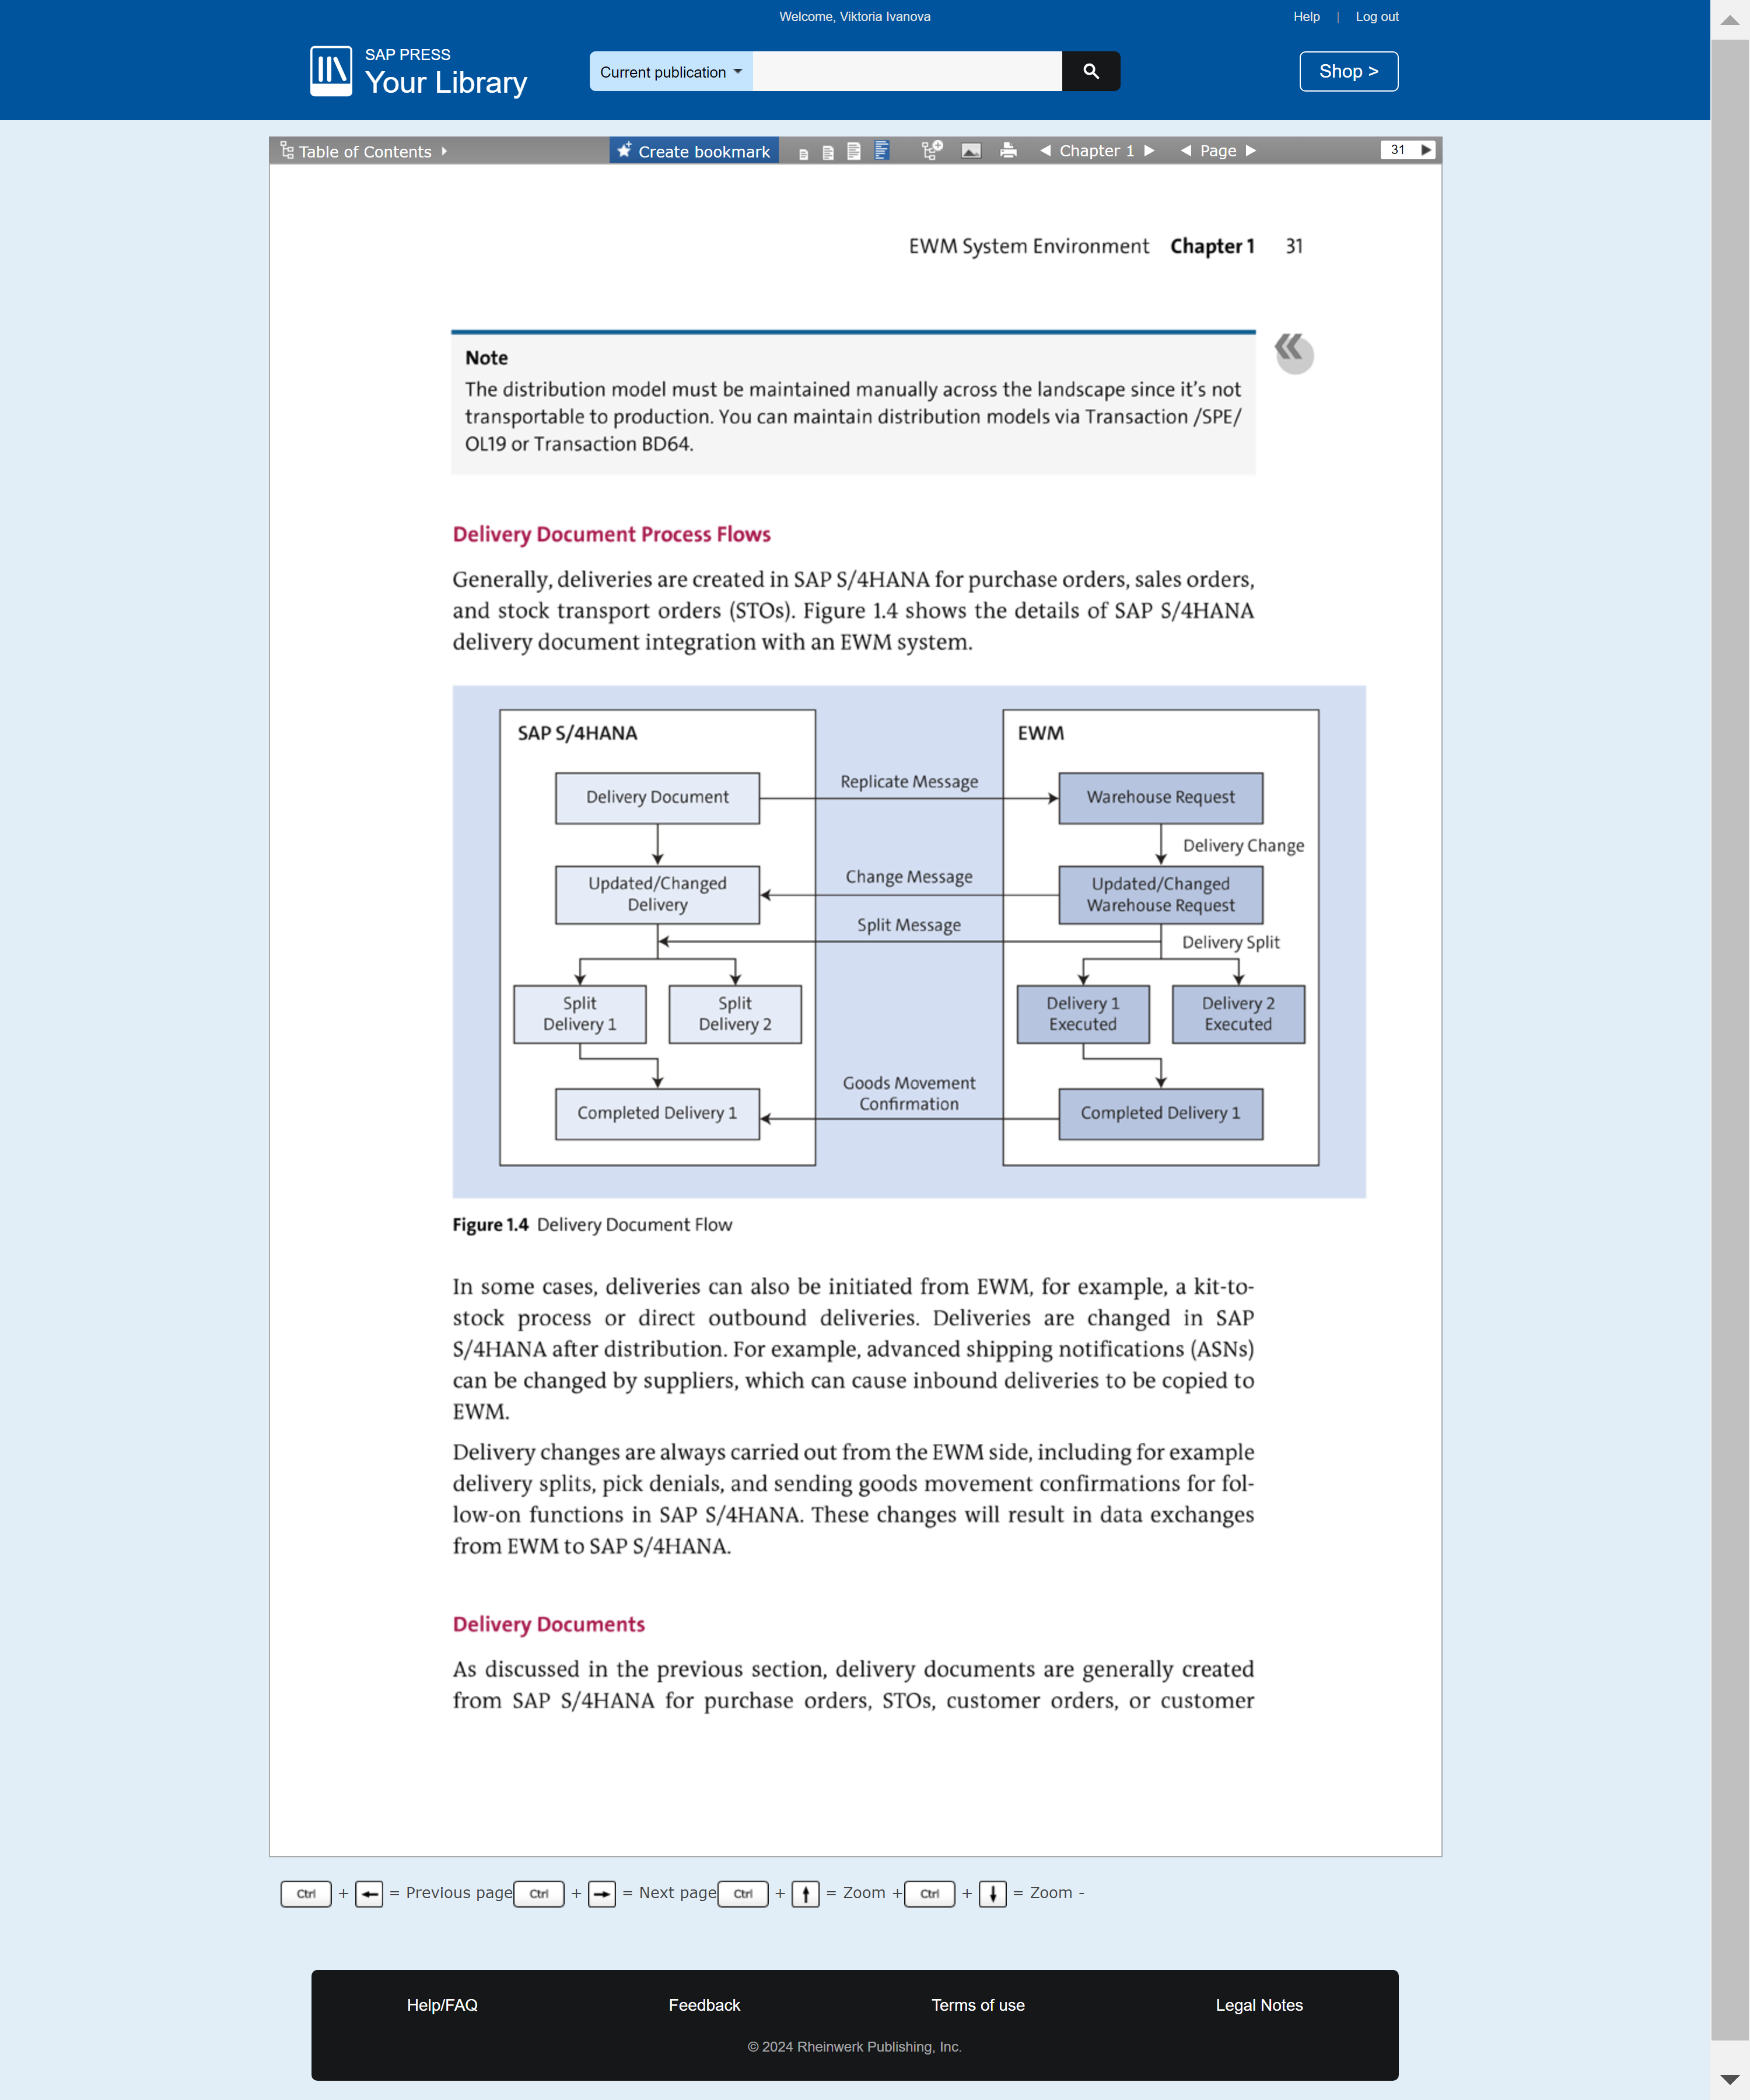 Welcome, Viktoria Ivanova
Help | Log out
SAP PRESS
Your Library
Current publication
Shop >
Table of Contents
Create bookmark
Chapter 1
Page
31
EWM System Environment Chapter 1 31
Note
The distribution model must be maintained manually across the landscape since it's not
transportable to production. You can maintain distribution models via Transaction /SPE/
OL19 or Transaction BD64.
Delivery Document Process Flows
Generally, deliveries are created in SAP S/4HANA for purchase orders, sales orders,
and stock transport orders (STOs). Figure 1.4 shows the details of SAP S/4HANA
delivery document integration with an EWM system.
SAP S/4HANA
EWM
Delivery Document
Replicate Message
Warehouse Request
Delivery Change
Updated/Changed
Delivery
Change Message
Updated/Changed
Warehouse Request
Split Message
Delivery Split
Split
Delivery 1
Split
Delivery 2
Delivery 1
Executed
Delivery 2
Executed
Goods Movement
Confirmation
Completed Delivery 1
Completed Delivery 1
Figure 1.4 Delivery Document Flow
In some cases, deliveries can also be initiated from EWM, for example, a kit-to-
stock process or direct outbound deliveries. Deliveries are changed in SAP
S/4HANA after distribution. For example, advanced shipping notifications (ASNs)
can be changed by suppliers, which can cause inbound deliveries to be copied to
EWM.
Delivery changes are always carried out from the EWM side, including for example
delivery splits, pick denials, and sending goods movement confirmations for fol-
low-on functions in SAP S/4HANA. These changes will result in data exchanges
from EWM to SAP S/4HANA.
Delivery Documents
As discussed in the previous section, delivery documents are generally created
from SAP S/4HANA for purchase orders, STOs, customer orders, or customer
Ctrl + ← = Previous page Ctrl + → = Next page Ctrl + ↑ = Zoom + Ctrl + ↓ = Zoom -
Help/FAQ
Feedback
Terms of use
Legal Notes
© 2024 Rheinwerk Publishing, Inc.